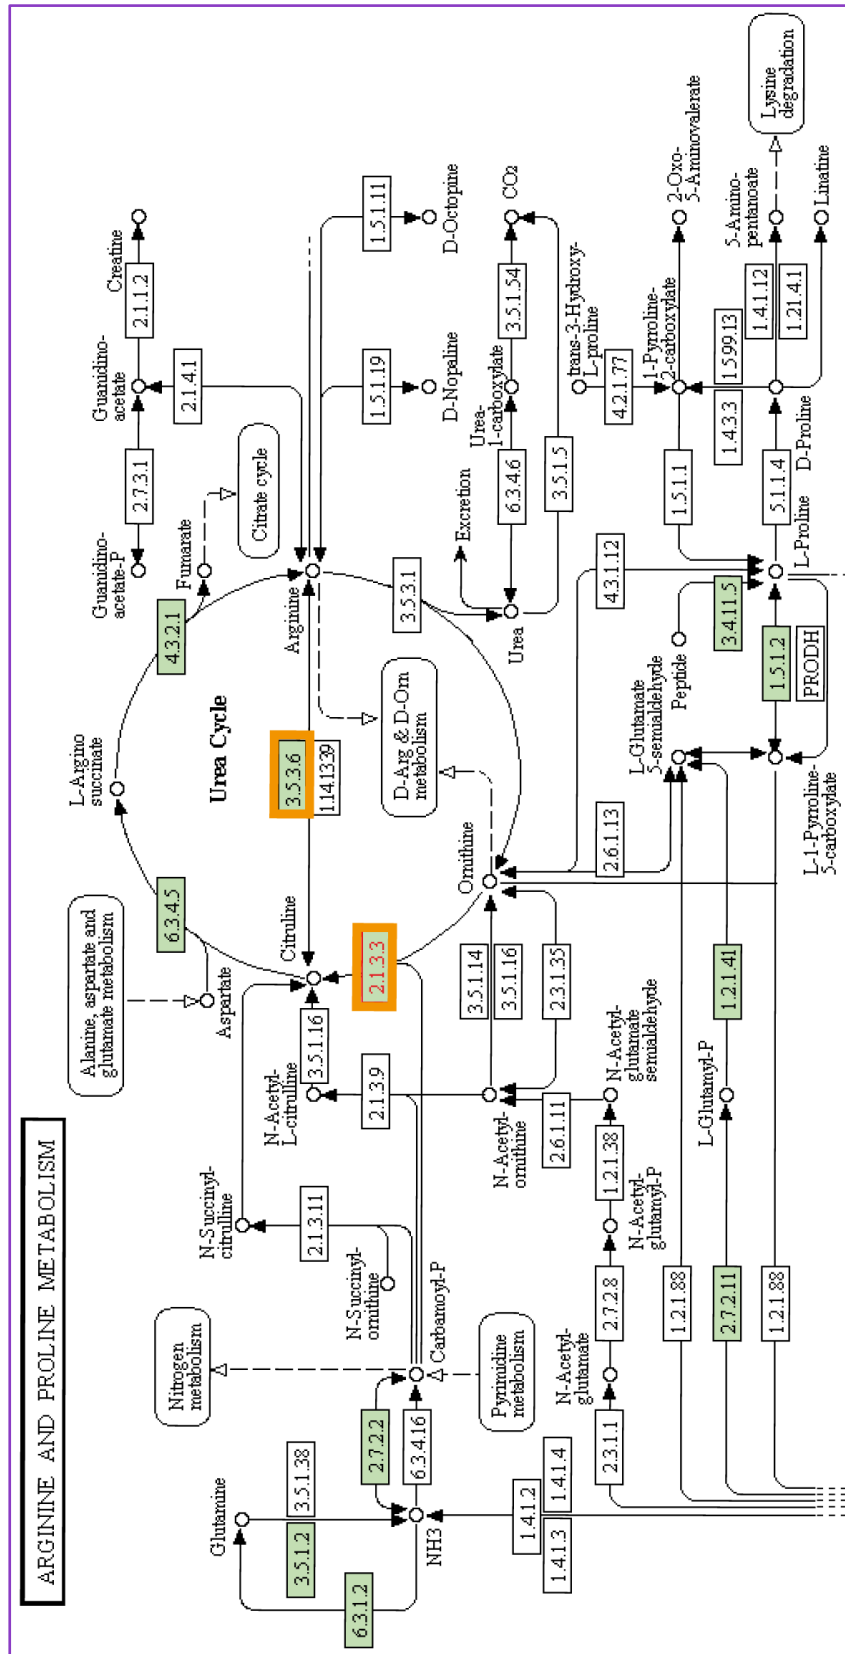 ARGININE AND PROLINE METABOLISM
Alanine, aspartate and
glutamate metabolism
L-Argino
succinate
Guanidino-
acetate-P
Guanidino-
acetate
Creatine
2.7.3.1
2.1.1.2
6.3.4.5
4.3.2.1
Fumarate
2.1.4.1
Aspartate
Citrate cycle
Nitrogen
metabolism
N-Succinyl-
citrulline
Urea Cycle
Glutamine
3.5.1.2
3.5.1.38
2.1.3.11
N-Acetyl
L-citrulline
3.5.1.16
Citruline
3.5.3.6
1.14.13.39
Arginine
6.3.1.2
2.7.2.2
N-Succinyl-
ornithine
2.1.3.9
2.1.3.3
D-Arg & D-Orn
metabolism
3.5.3.1
1.5.1.19
1.5.1.11
NH3
6.3.4.16
Carbamoyl-P
D-Nopaline
D-Octopine
Pyrimidine
metabolism
N-Acetyl-
ornithine
3.5.1.14
3.5.1.16
Ornithine
Urea
Excretion
Urea-
1-carboxylate
CO2
6.3.4.6
3.5.1.54
1.4.1.2
1.4.1.3
1.4.1.4
2.6.1.11
2.3.1.35
3.5.1.5
2.3.1.1
N-Acetyl-
glutamate
2.7.2.8
N-Acetyl-
glutamyl-P
1.2.1.38
N-Acetyl-
glutamate
semialdehyde
2.6.1.13
4.3.1.12
trans-3-Hydroxy-
L-proline
4.2.1.77
L-Glutamate
5-semialdehyde
Peptide
1-Pyrroline-
2-carboxylate
2-Oxo-
5-Aminovalerate
1.2.1.88
1.5.1.1
2.7.2.11
L-Glutamyl-P
1.2.1.41
3.4.11.5
1.4.3.3
1.5.99.13
5-Amino-
pentanoate
Lysine
degradation
1.2.1.88
1.5.1.2
PRODH
5.1.1.4
1.4.1.12
1.21.4.1
L-1-Pyrroline-
5-carboxylate
L-Proline
D-Proline
Linatine